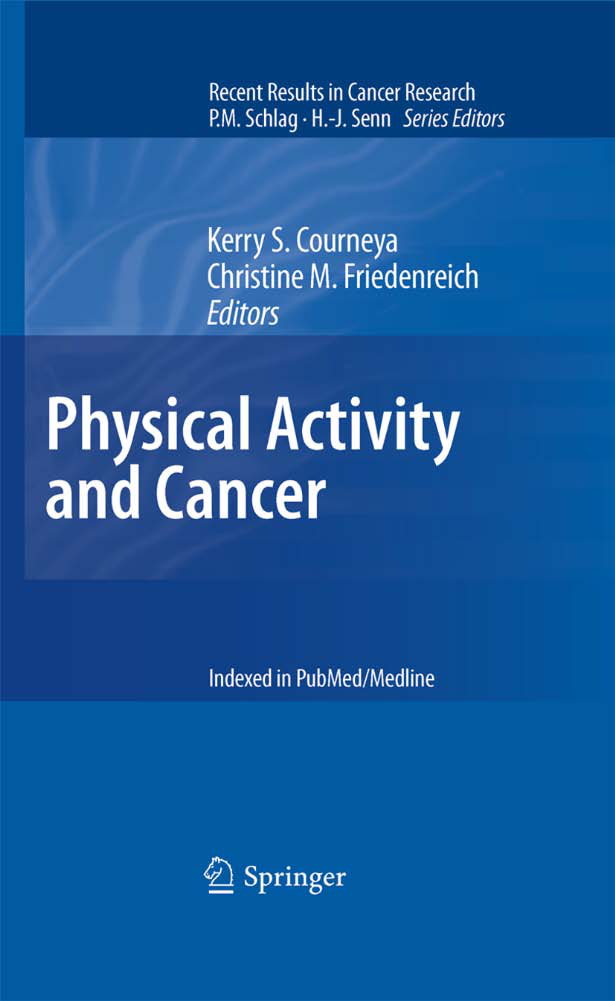 Recent Results in Cancer Research
P.M. Schlag · H.-J. Senn Series Editors
Kerry S. Courneya
Christine M. Friedenreich
Editors
Physical Activity
and Cancer
Indexed in PubMed/Medline
Springer